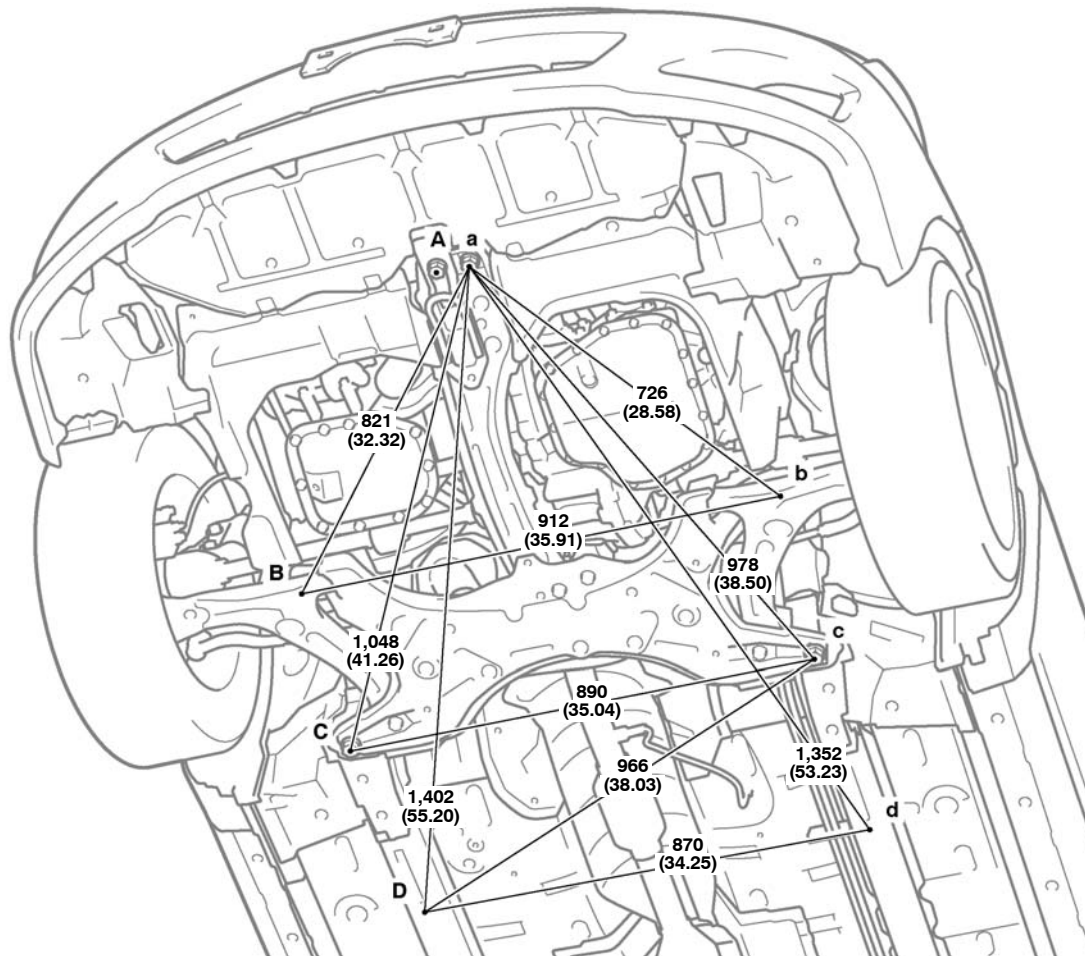 A a
726
(28.58)
821
(32.32)
b
912
(35.91)
B
978
(38.50)
c
1,048
(41.26)
890
(35.04)
C
966
(38.03)
1,352
(53.23)
1,402
(55.20)
d
870
(34.25)
D